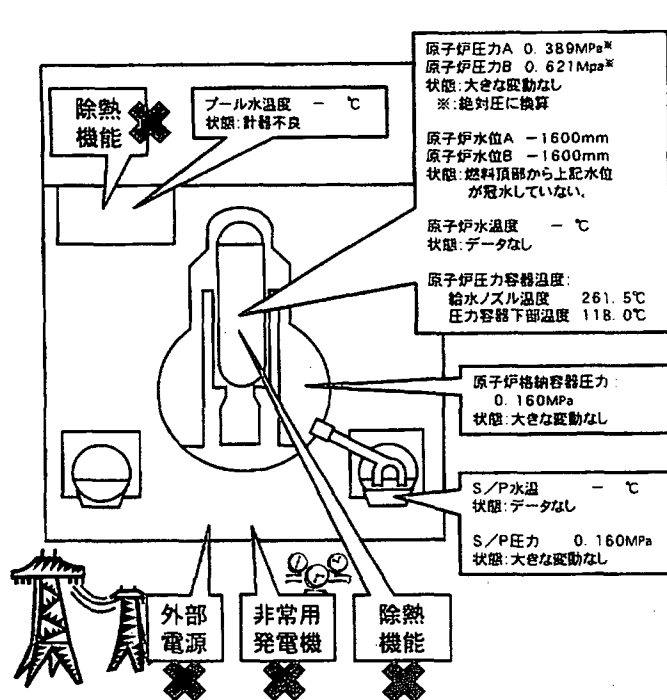 原子炉圧力A 0.389MPa※
原子炉圧力B 0.621Mpa※
状態:大きな変動なし
※:絶対圧に換算
原子炉水位A −1600mm
原子炉水位B −1600mm
状態:燃料頂部から上記水位
が冠水していない。
原子炉水温度 − ℃
状態:データなし
原子炉圧力容器温度:
給水ノズル温度 261.5℃
圧力容器下部温度 118.0℃
除熱
機能
プール水温度 − ℃
状態:計器不良
原子炉格納容器圧力:
0.160MPa
状態:大きな変動なし
S/P水温 − ℃
状態:データなし
S/P圧力 0.160MPa
状態:大きな変動なし
外部
電源
非常用
発電機
除熱
機能